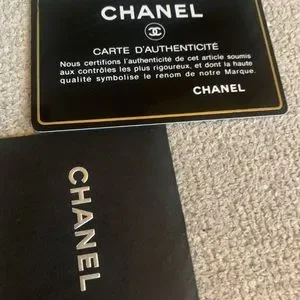 CHANEL
CARTE D'AUTHENTICITÉ
Nous certifions l'authenticité de cet article soumis
aux contrôles les plus rigoureux, et dont la haute
qualité symbolise le renom de notre Marque.
CHANEL
CHANEL